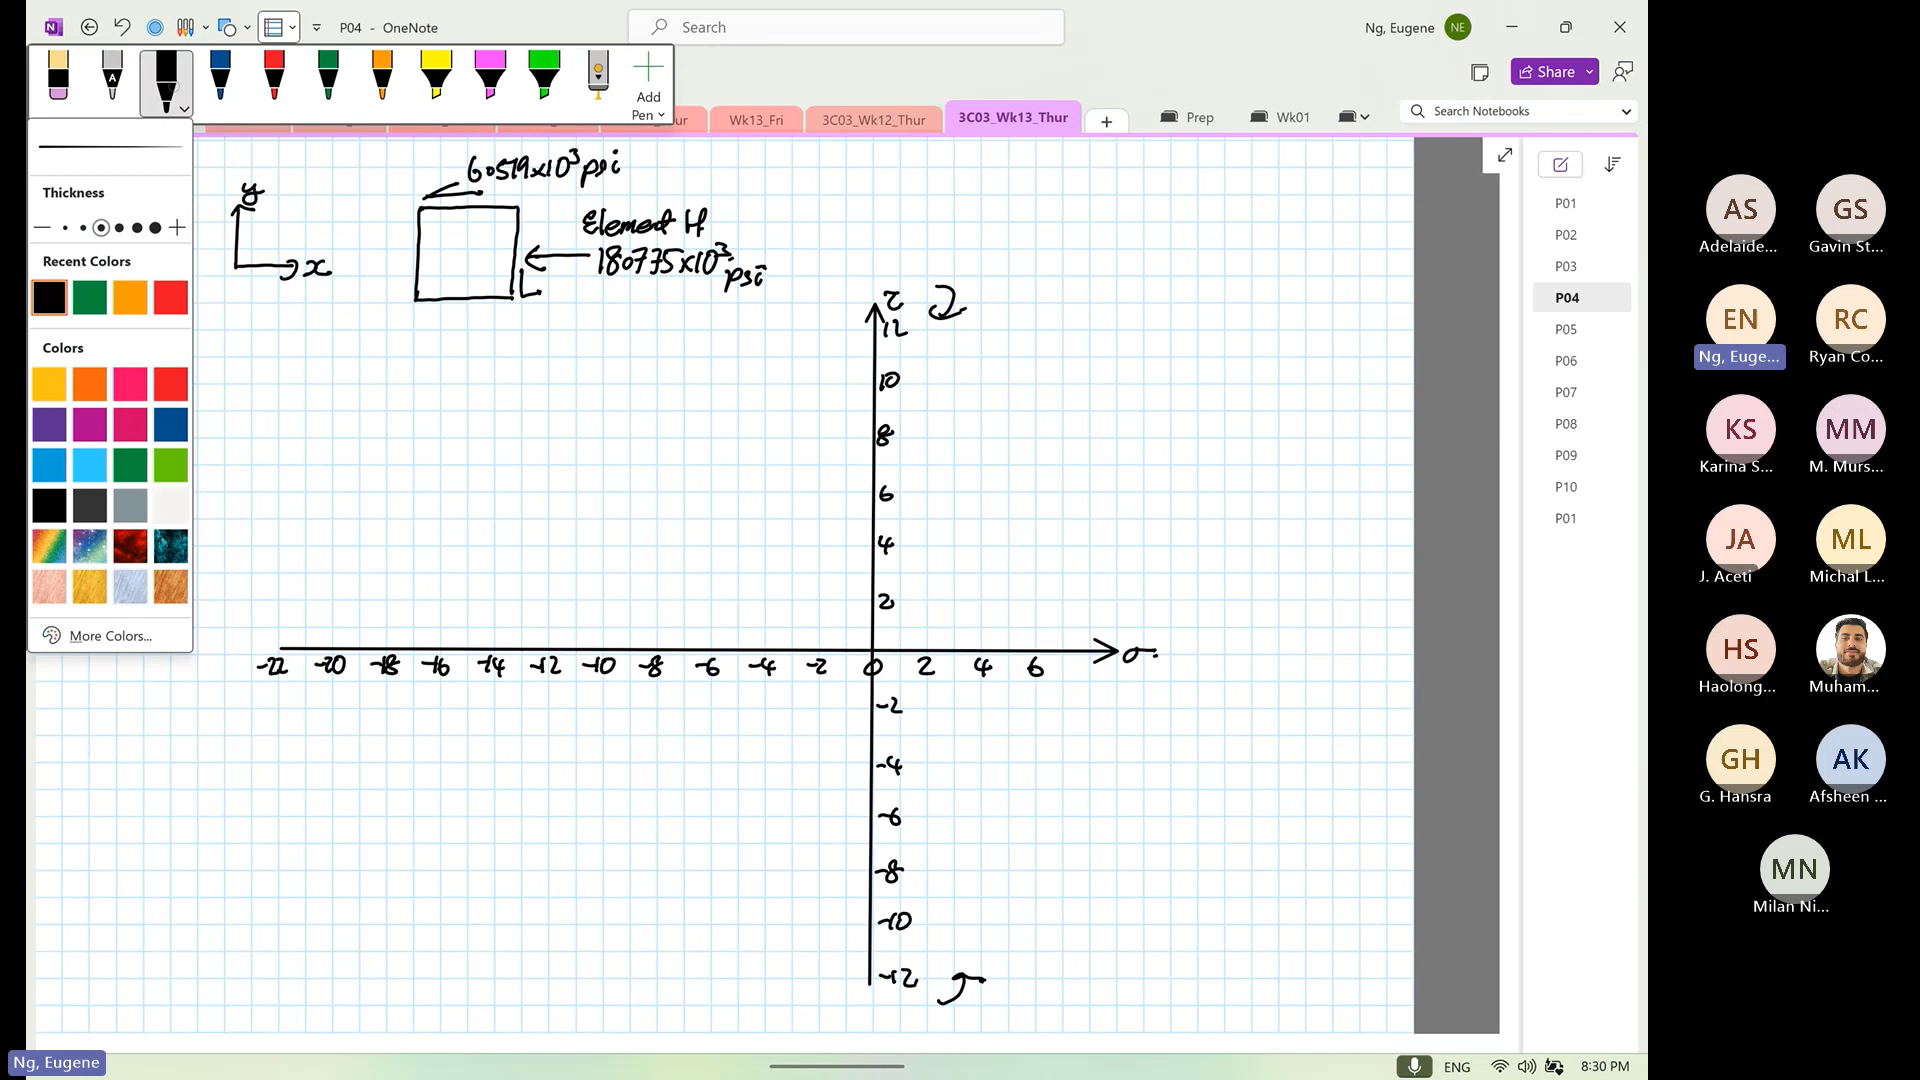 P04 - OneNote
Search
Ng, Eugene
NE
A
Add
Pen
Share
ur
Wk13_Fri
3C03_Wk12_Thur
3C03_Wk13_Thur
+
Prep
Wk01
Search Notebooks
Thickness
Recent Colors
Colors
More Colors...
y
x
Element H
psi
τ
12
10
8
6
4
2
-22 -20 -18 -16 -14 -12 -10 -8 -6 -4 -2 0 2 4 6
σ
-2
-4
-6
-8
-10
-12
P01
P02
P03
P04
P05
P06
P07
P08
P09
P10
P01
AS
Adelaide...
GS
Gavin St...
EN
Ng, Euge...
RC
Ryan Co...
KS
Karina S...
MM
M. Murs...
JA
J. Aceti
ML
Michal L...
HS
Haolong...
Muham...
GH
G. Hansra
AK
Afsheen ...
MN
Milan Ni...
Ng, Eugene
ENG
8:30 PM